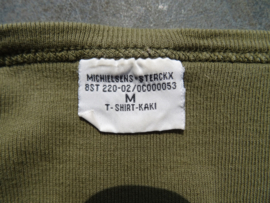 MICHIELSENS-STERCKX
BST 220-02/0C000053
M
T-SHIRT-KAKI